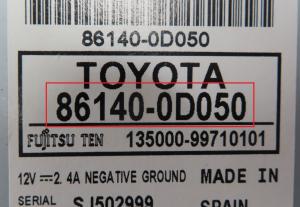 86140-0D050
TOYOTA
86140-0D050
FUJITSU TEN 135000-99710101
12V⎓2.4A NEGATIVE GROUND MADE IN
SERIAL SJ502999 SPAIN